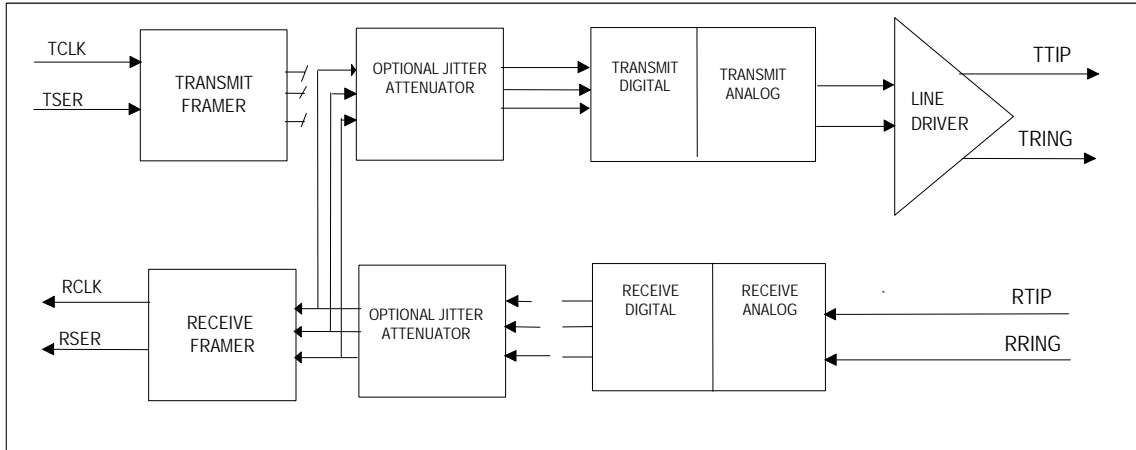 TCLK
TSER
TRANSMIT
FRAMER
OPTIONAL JITTER
ATTENUATOR
TRANSMIT
DIGITAL
TRANSMIT
ANALOG
LINE
DRIVER
TTIP
TRING
RCLK
RSER
RECEIVE
FRAMER
OPTIONAL JITTER
ATTENUATOR
RECEIVE
DIGITAL
RECEIVE
ANALOG
RTIP
RRING